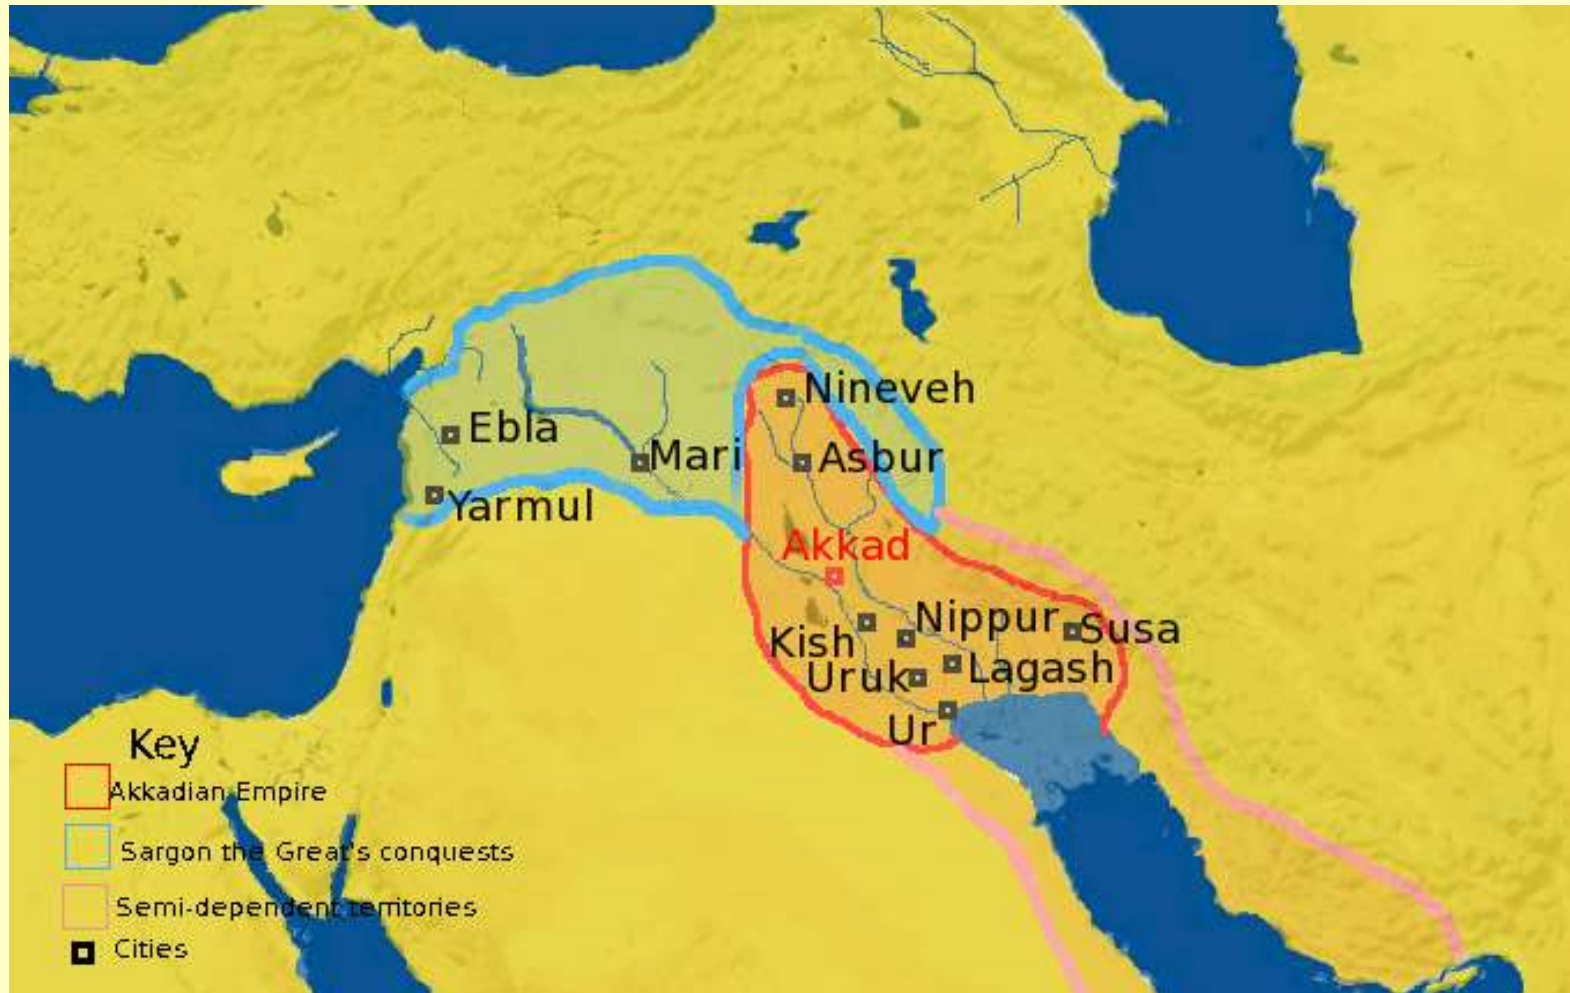 Nineveh
Ebla
Mari
Asbur
Yarmul
Akkad
Nippur
Susa
Kish
Uruk
Lagash
Ur
Key
Akkadian Empire
Sargon the Great's conquests
Semi-dependent territories
Cities